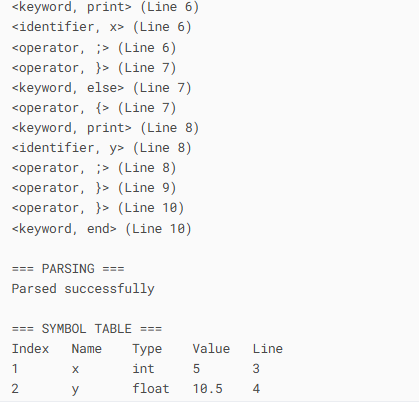 <keyword, print> (Line 6)
<identifier, x> (Line 6)
<operator, ;> (Line 6)
<operator, }> (Line 7)
<keyword, else> (Line 7)
<operator, {> (Line 7)
<keyword, print> (Line 8)
<identifier, y> (Line 8)
<operator, ;> (Line 8)
<operator, }> (Line 9)
<operator, }> (Line 10)
<keyword, end> (Line 10)

=== PARSING ===
Parsed successfully

=== SYMBOL TABLE ===
Index   Name    Type    Value   Line
1       x       int     5       3
2       y       float   10.5    4